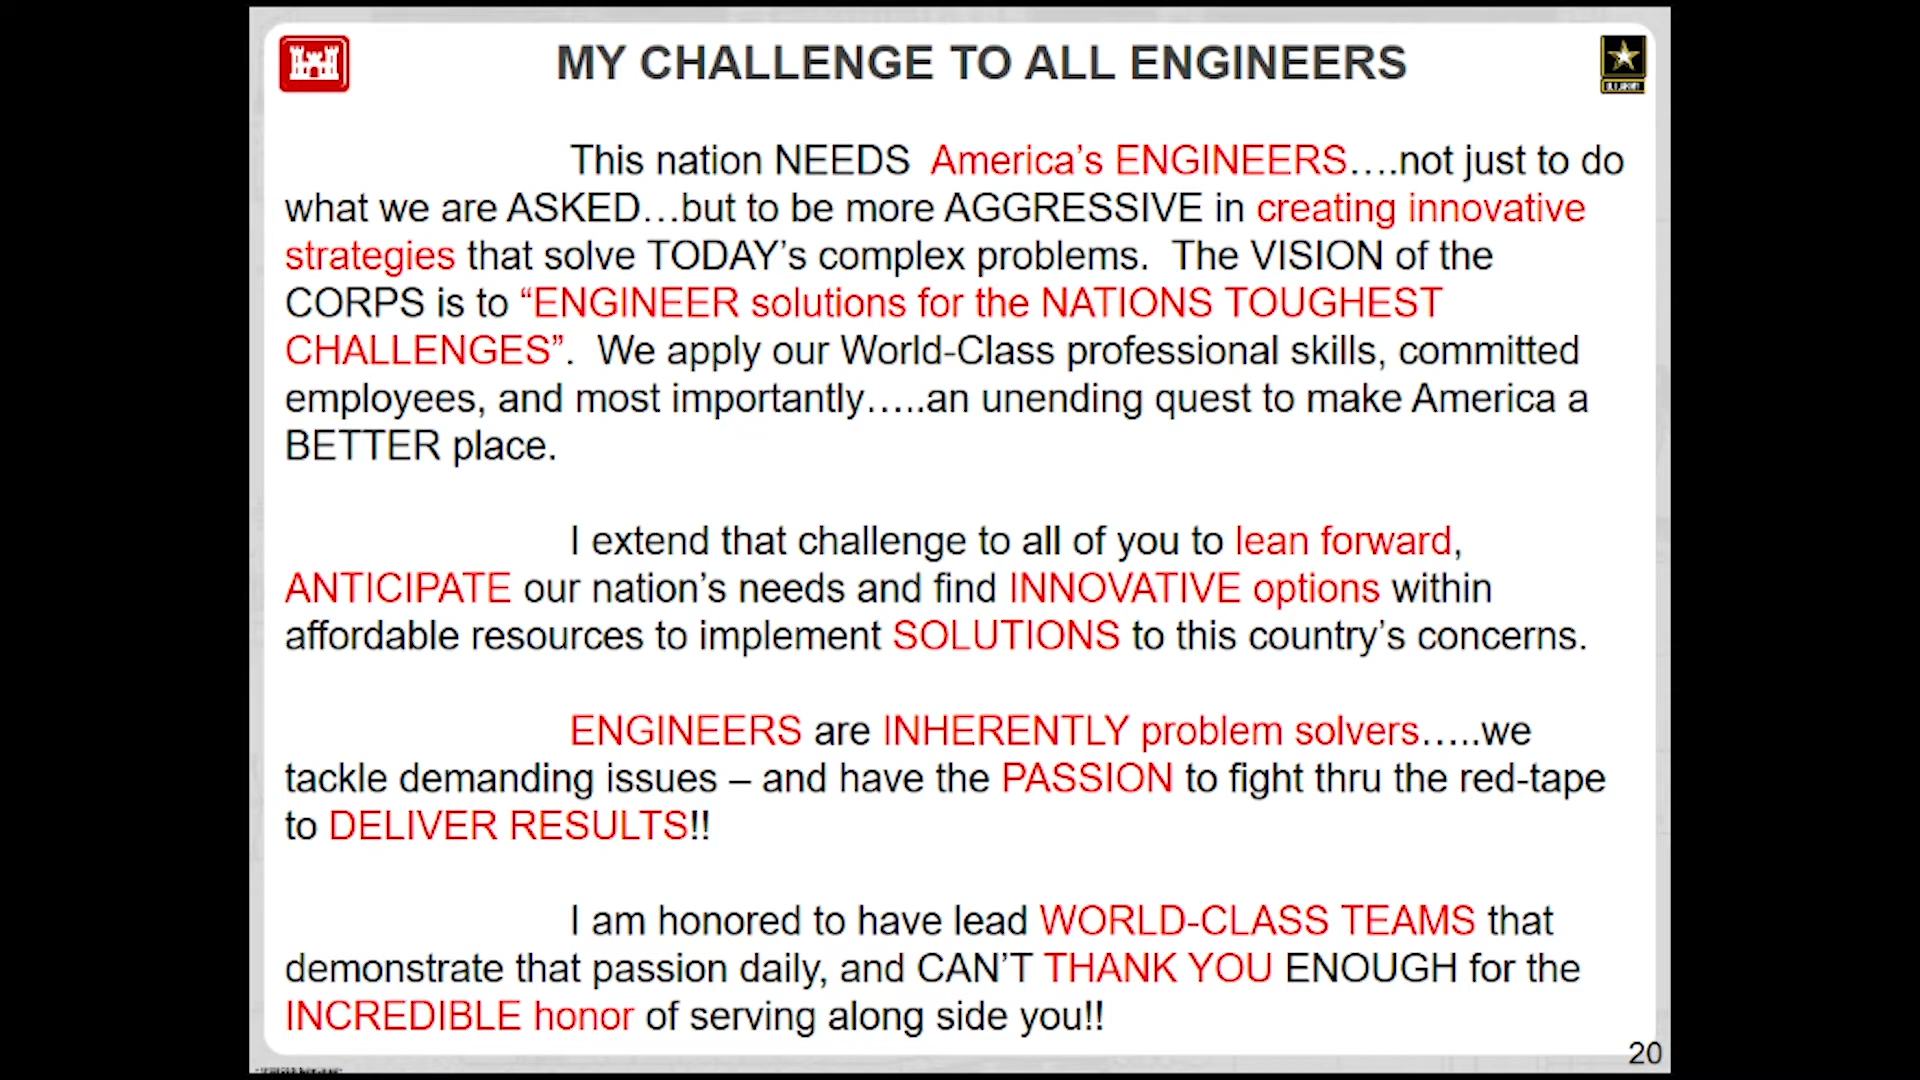 MY CHALLENGE TO ALL ENGINEERS
This nation NEEDS  America’s ENGINEERS….not just to do
what we are ASKED…but to be more AGGRESSIVE in creating innovative
strategies that solve TODAY’s complex problems.  The VISION of the
CORPS is to “ENGINEER solutions for the NATIONS TOUGHEST
CHALLENGES”.  We apply our World-Class professional skills, committed
employees, and most importantly…..an unending quest to make America a
BETTER place.
I extend that challenge to all of you to lean forward,
ANTICIPATE our nation’s needs and find INNOVATIVE options within
affordable resources to implement SOLUTIONS to this country’s concerns.
ENGINEERS are INHERENTLY problem solvers…..we
tackle demanding issues – and have the PASSION to fight thru the red-tape
to DELIVER RESULTS!!
I am honored to have lead WORLD-CLASS TEAMS that
demonstrate that passion daily, and CAN’T THANK YOU ENOUGH for the
INCREDIBLE honor of serving along side you!!
20